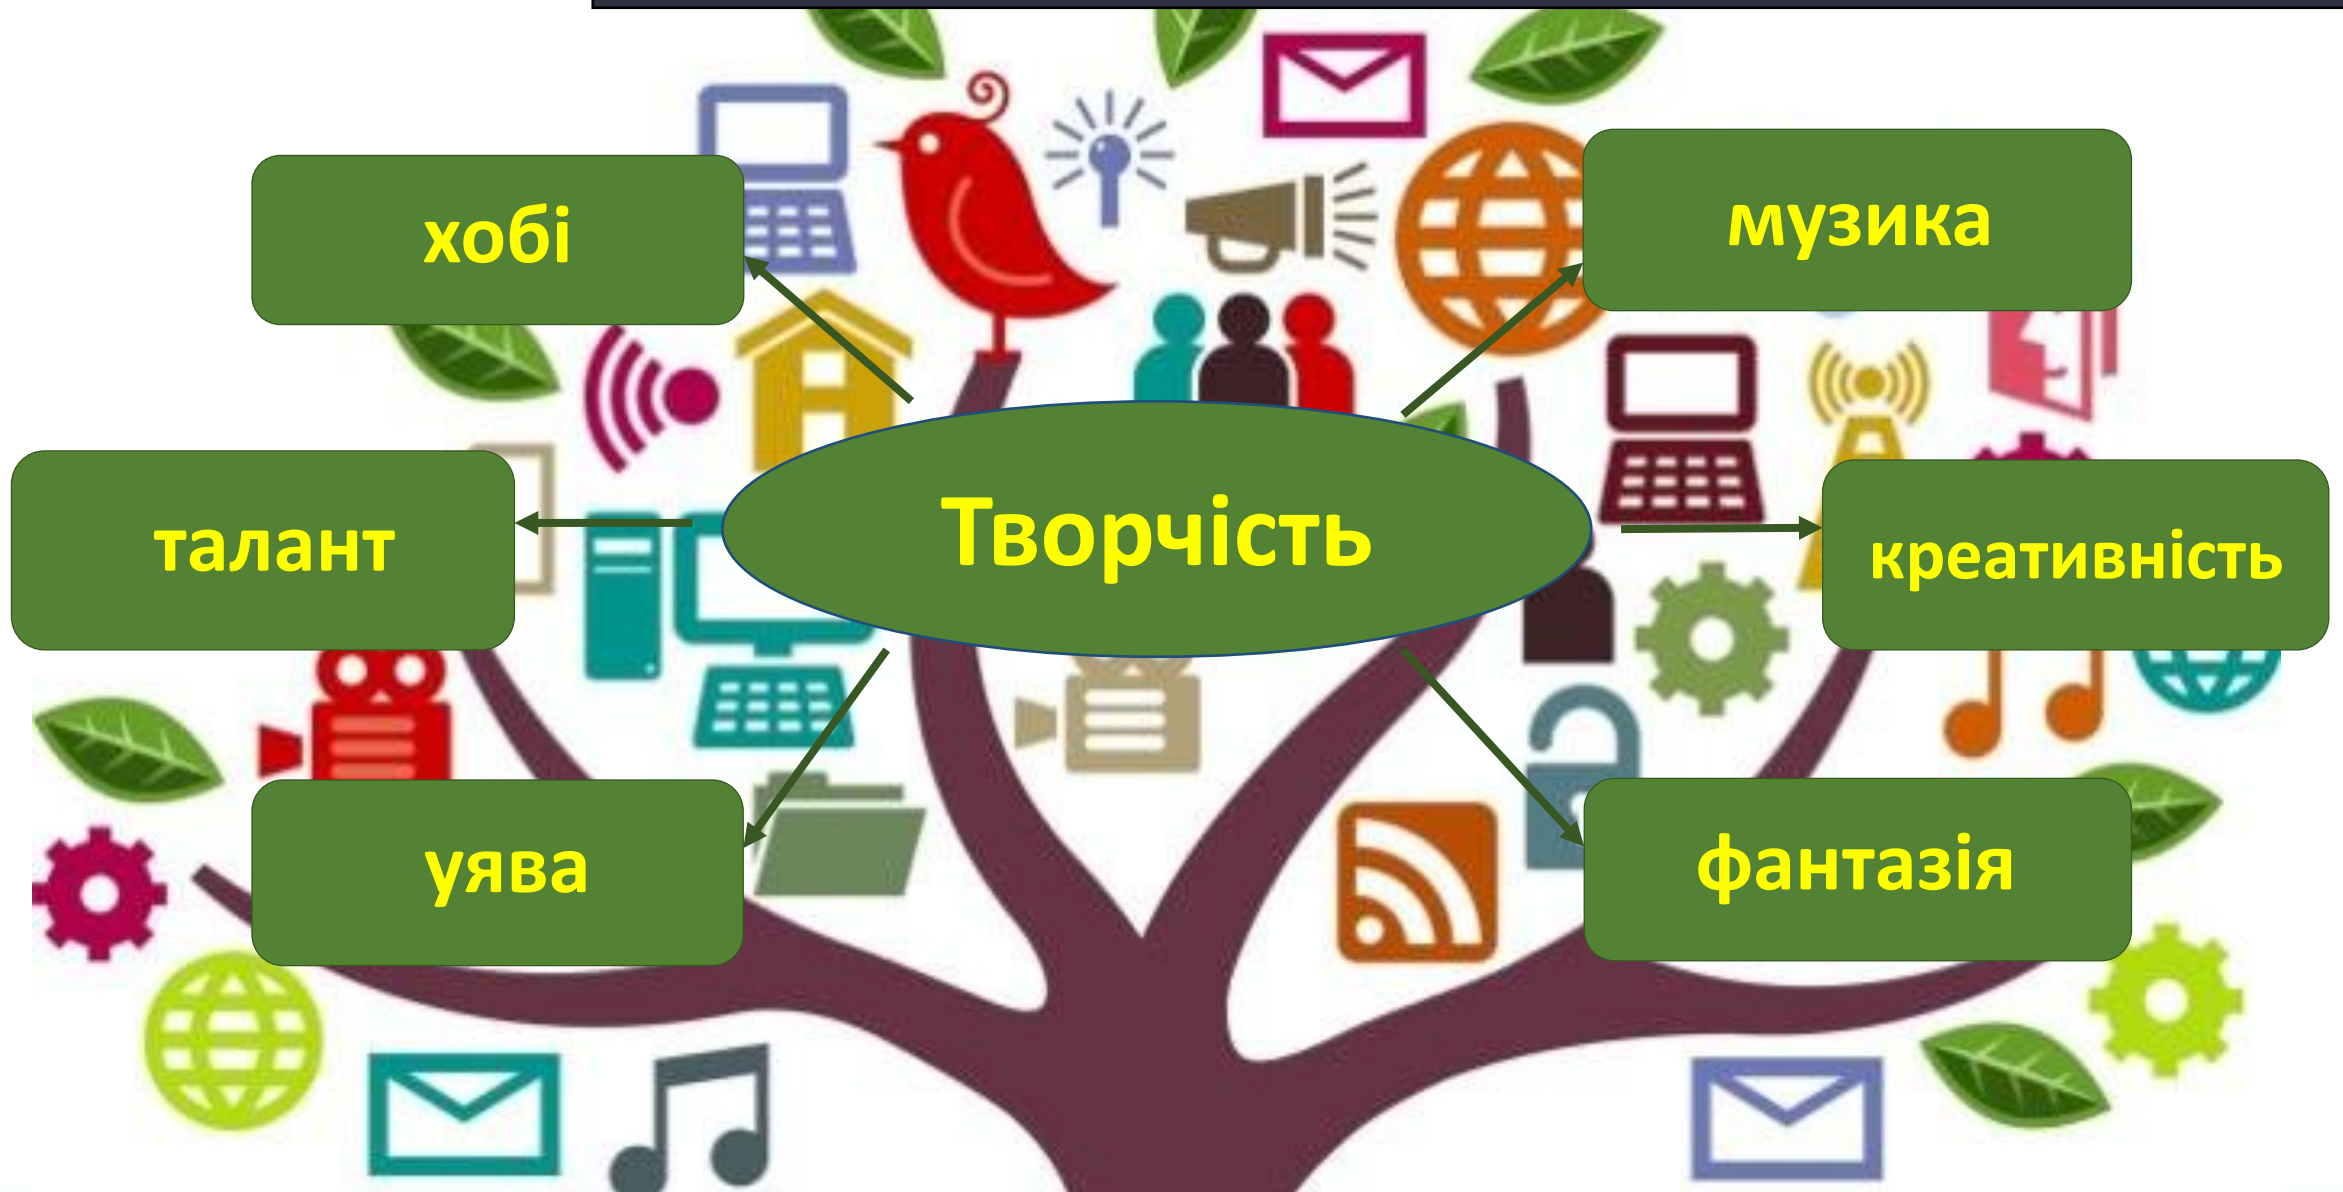 хобі
музика
Творчість
талант
креативність
уява
фантазія